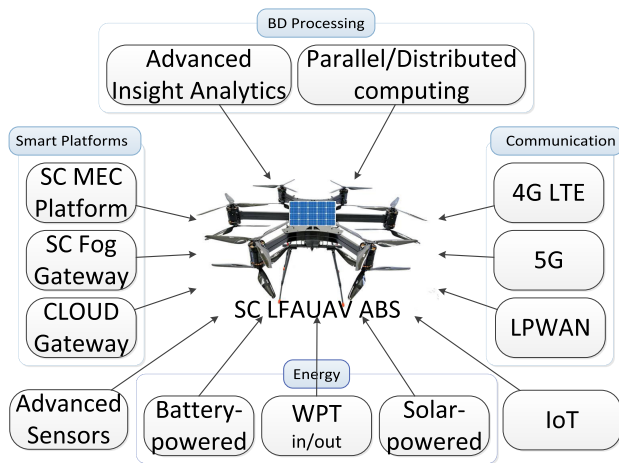 BD Processing
Advanced
Insight Analytics
Parallel/Distributed
computing
Smart Platforms
SC MEC
Platform
SC Fog
Gateway
CLOUD
Gateway
Communication
4G LTE
5G
LPWAN
SC LFAUAV ABS
Energy
Advanced
Sensors
Battery-
powered
WPT
in/out
Solar-
powered
IoT